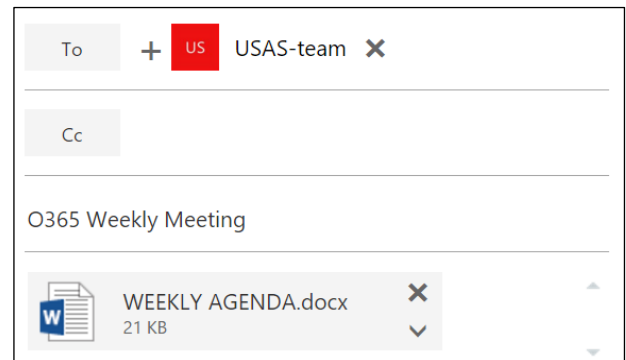 To + US USAS-team ×
Cc
O365 Weekly Meeting
W WEEKLY AGENDA.docx
21 KB